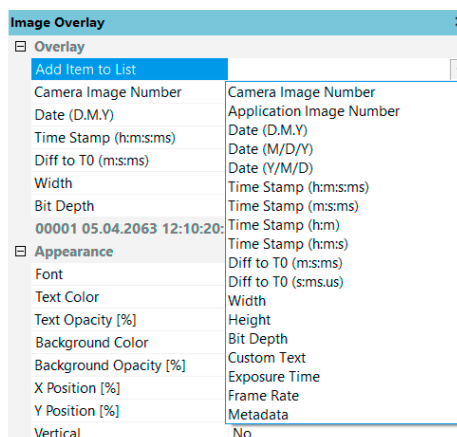 Image Overlay
Overlay
Add Item to List
Camera Image Number
Date (D.M.Y)
Time Stamp (h:m:s:ms)
Diff to T0 (m:s:ms)
Width
Bit Depth
00001 05.04.2063 12:10:20:
Appearance
Font
Text Color
Text Opacity [%]
Background Color
Background Opacity [%]
X Position [%]
Y Position [%]
Vertical
No
Camera Image Number
Application Image Number
Date (D.M.Y)
Date (M/D/Y)
Date (Y/M/D)
Time Stamp (h:m:s:ms)
Time Stamp (m:s:ms)
Time Stamp (h:m)
Time Stamp (h:m:s)
Diff to T0 (m:s:ms)
Diff to T0 (s:ms.us)
Width
Height
Bit Depth
Custom Text
Exposure Time
Frame Rate
Metadata